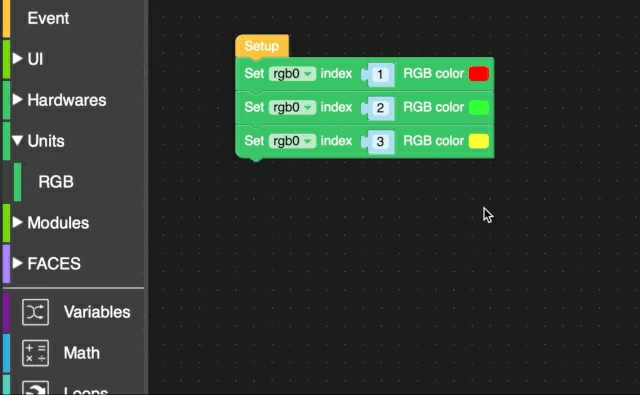 Event
UI
Hardwares
Units
RGB
Modules
FACES
Variables
+ =
× ÷
Math
Loops
Setup
Set rgb0 index 1 RGB color
Set rgb0 index 2 RGB color
Set rgb0 index 3 RGB color